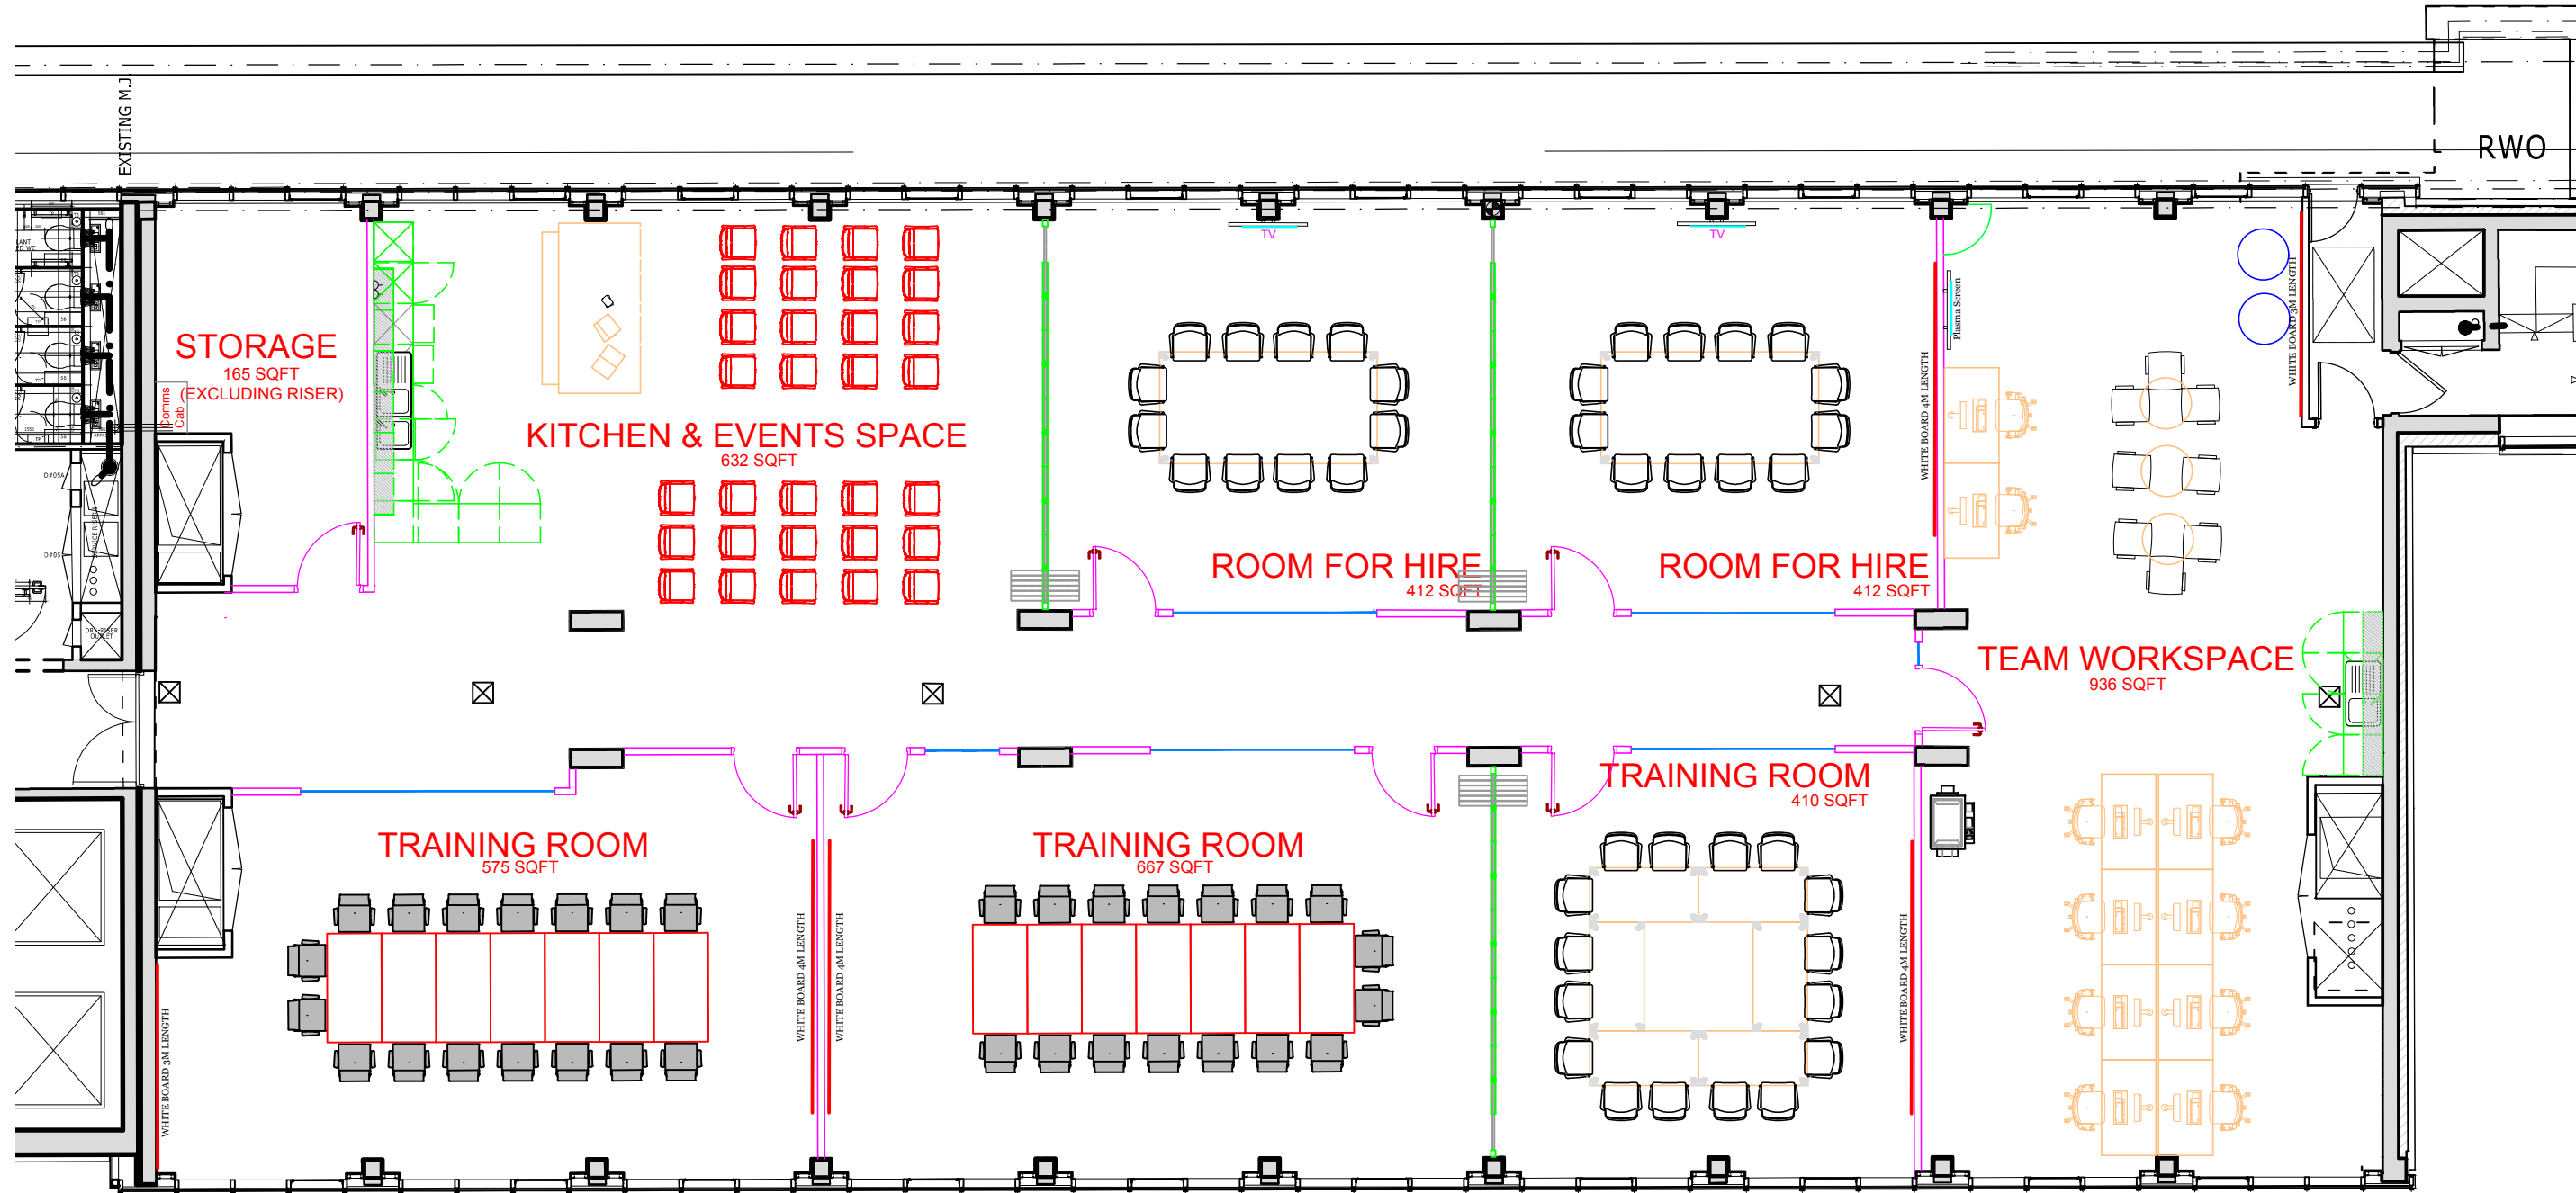 EXISTING M.J.
RWO
TV
TV
Plasma Screen
WHITE BOARD 3M LENGTH
STORAGE
165 SQFT
(EXCLUDING RISER)
Comms
Cab
KITCHEN & EVENTS SPACE
632 SQFT
WHITE BOARD 4M LENGTH
ROOM FOR HIRE
412 SQFT
ROOM FOR HIRE
412 SQFT
DRY RISER
OUTLET
TEAM WORKSPACE
936 SQFT
TRAINING ROOM
410 SQFT
TRAINING ROOM
575 SQFT
TRAINING ROOM
667 SQFT
WHITE BOARD 3M LENGTH
WHITE BOARD 4M LENGTH
WHITE BOARD 4M LENGTH
WHITE BOARD 4M LENGTH